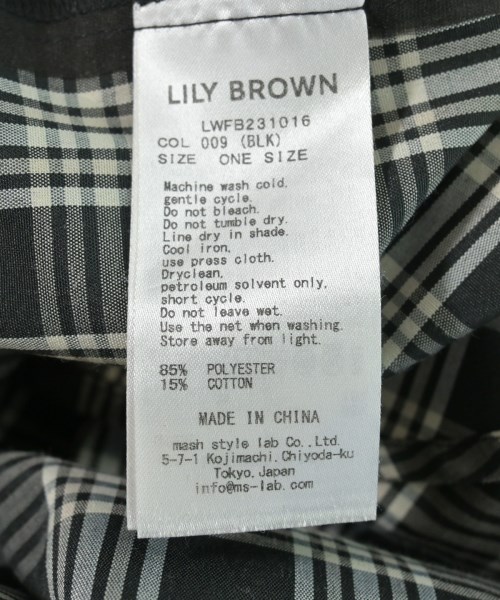 LILY BROWN
LWFB231016
COL 009 (BLK)
SIZE ONE SIZE
Machine wash cold.
gentle cycle.
Do not bleach.
Do not tumble dry.
Line dry in shade.
Cool iron,
use press cloth.
Dryclean,
petroleum solvent only,
short cycle.
Do not leave wet.
Use the net when washing.
Store away from light.
85% POLYESTER
15% COTTON
MADE IN CHINA
mash style lab Co.,Ltd.
5-7-1 Kojimachi.Chiyoda-ku
Tokyo.Japan
info@ms-lab.com